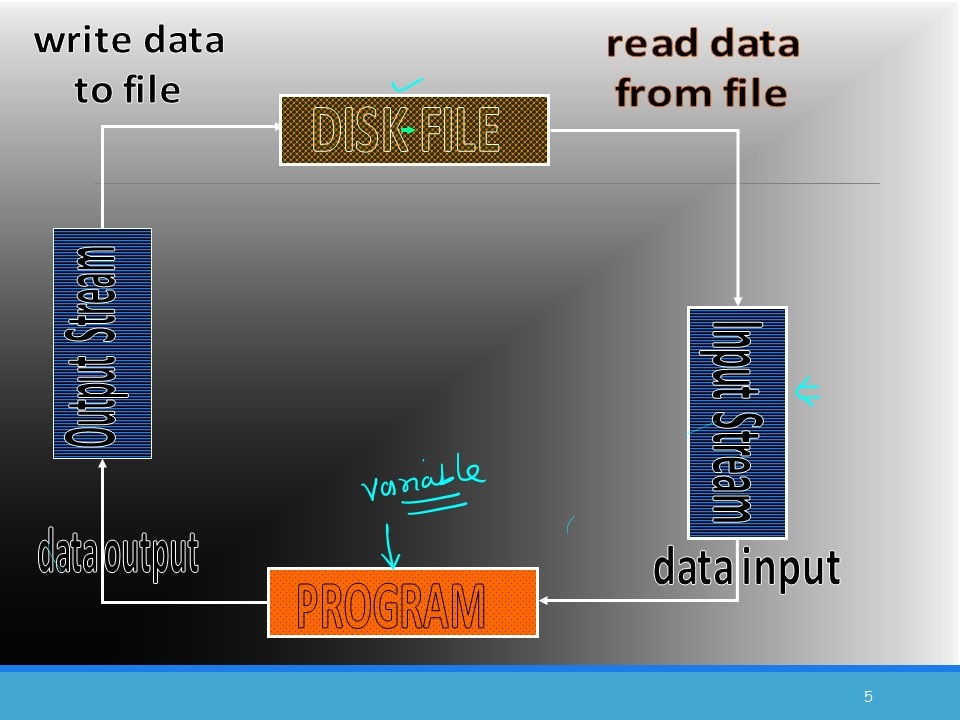 write data
to file
read data
from file
DISK FILE
Output Stream
Input Stream
variable
data output
data input
PROGRAM
5